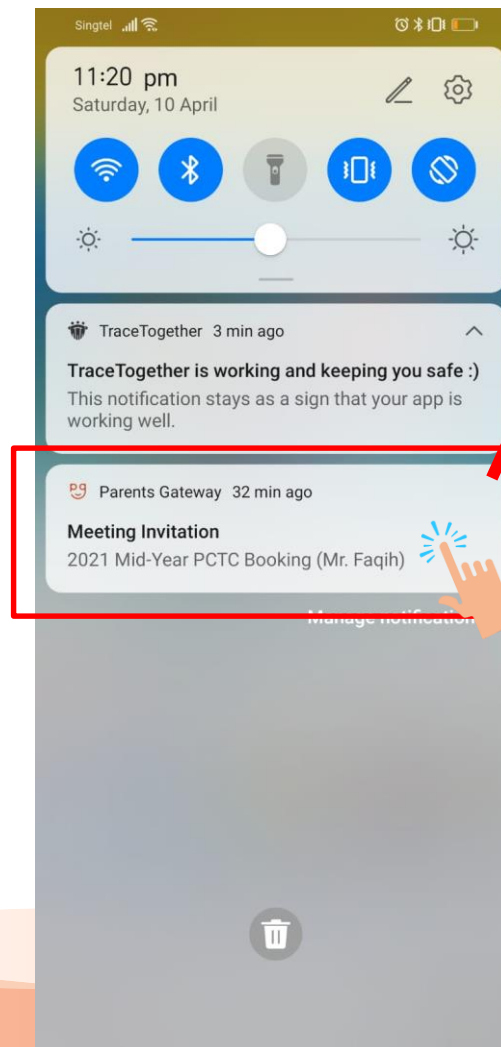 Singtel
11:20 pm
Saturday, 10 April
TraceTogether 3 min ago
TraceTogether is working and keeping you safe :)
This notification stays as a sign that your app is
working well.
PG Parents Gateway 32 min ago
Meeting Invitation
2021 Mid-Year PCTC Booking (Mr. Faqih)
Manage notification